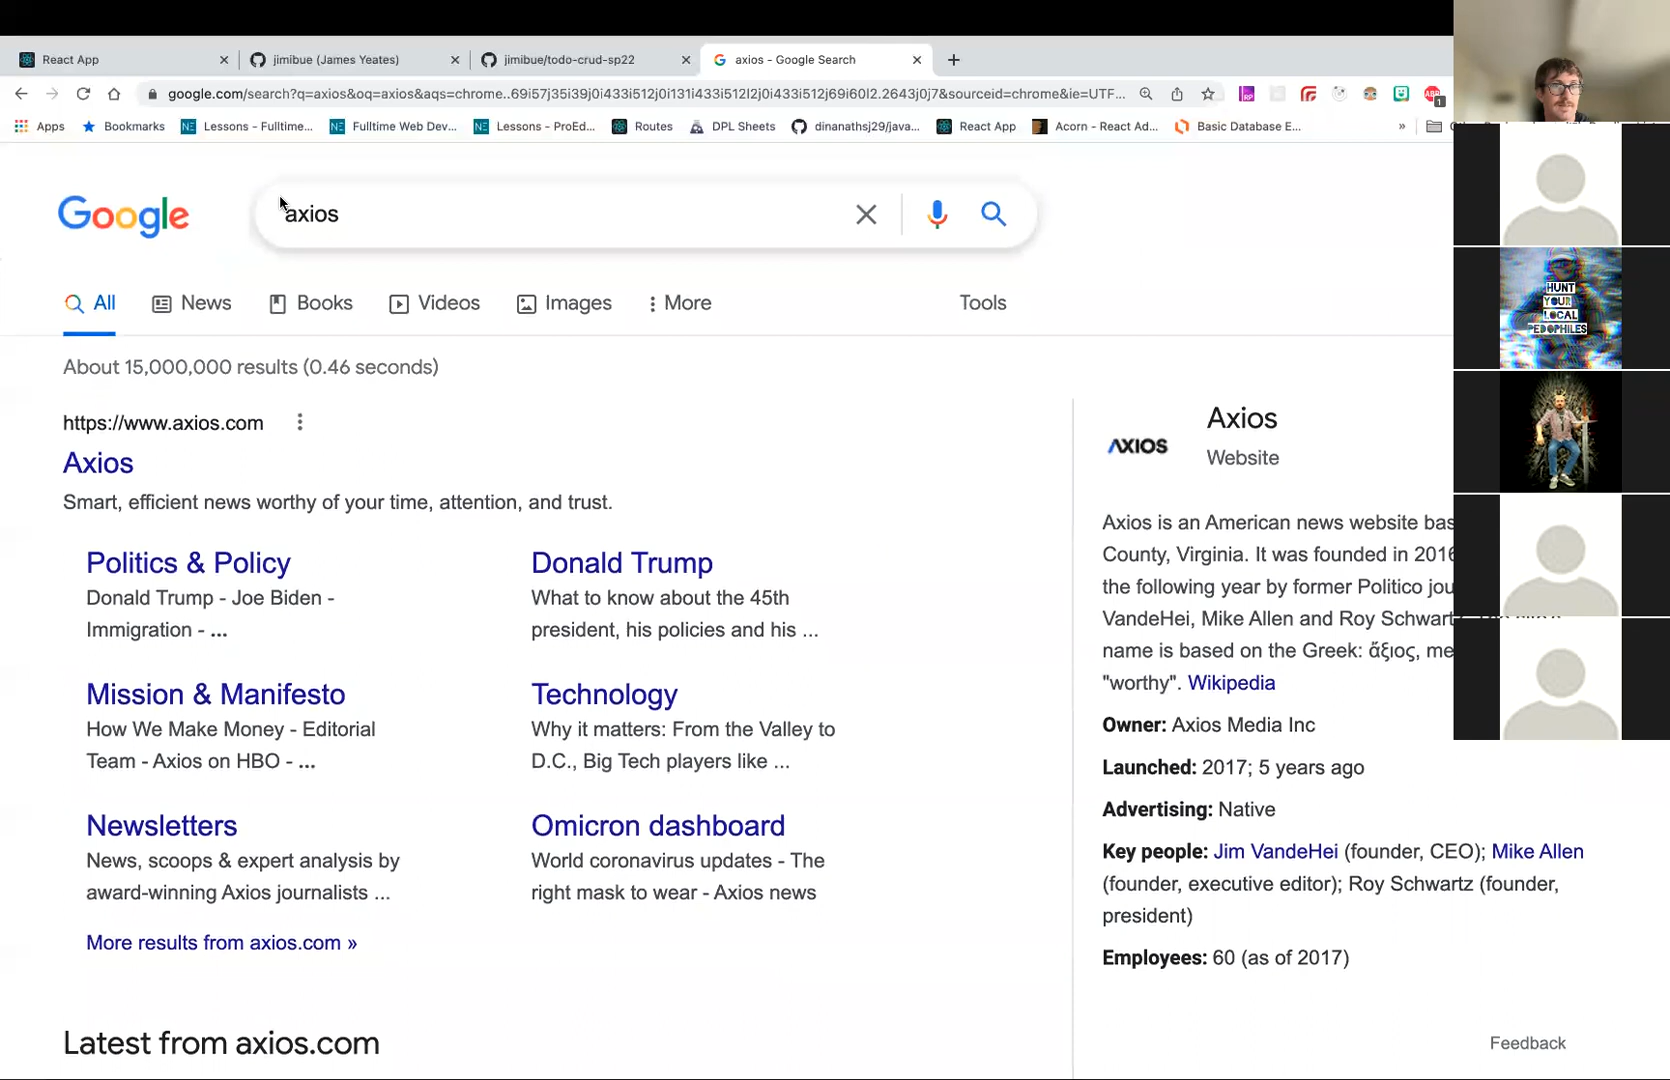 React App
jimibue (James Yeates)
jimibue/todo-crud-sp22
axios - Google Search
google.com/search?q=axios&oq=axios&aqs=chrome..69i57j35i39j0i433i512j0i131i433i512l2j0i433i512j69i60l2.2643j0j7&sourceid=chrome&ie=UTF...
Apps
Bookmarks
Lessons - Fulltime...
Fulltime Web Dev...
Lessons - ProEd...
Routes
DPL Sheets
dinanathsj29/java...
React App
Acorn - React Ad...
Basic Database E...
»
Google
axios
All
News
Books
Videos
Images
More
Tools
About 15,000,000 results (0.46 seconds)
https://www.axios.com
Axios
Smart, efficient news worthy of your time, attention, and trust.
Politics & Policy
Donald Trump - Joe Biden -
Immigration - ...
Donald Trump
What to know about the 45th
president, his policies and his ...
Mission & Manifesto
How We Make Money - Editorial
Team - Axios on HBO - ...
Technology
Why it matters: From the Valley to
D.C., Big Tech players like ...
Newsletters
News, scoops & expert analysis by
award-winning Axios journalists ...
Omicron dashboard
World coronavirus updates - The
right mask to wear - Axios news
More results from axios.com »
Latest from axios.com
AXIOS
Axios
Website
Axios is an American news website bas
County, Virginia. It was founded in 2016
the following year by former Politico jou
VandeHei, Mike Allen and Roy Schwart
name is based on the Greek: ἄξιος, me
"worthy". Wikipedia
Owner: Axios Media Inc
Launched: 2017; 5 years ago
Advertising: Native
Key people: Jim VandeHei (founder, CEO); Mike Allen
(founder, executive editor); Roy Schwartz (founder,
president)
Employees: 60 (as of 2017)
Feedback
HUNT
YOUR
LOCAL
PEDOPHILES